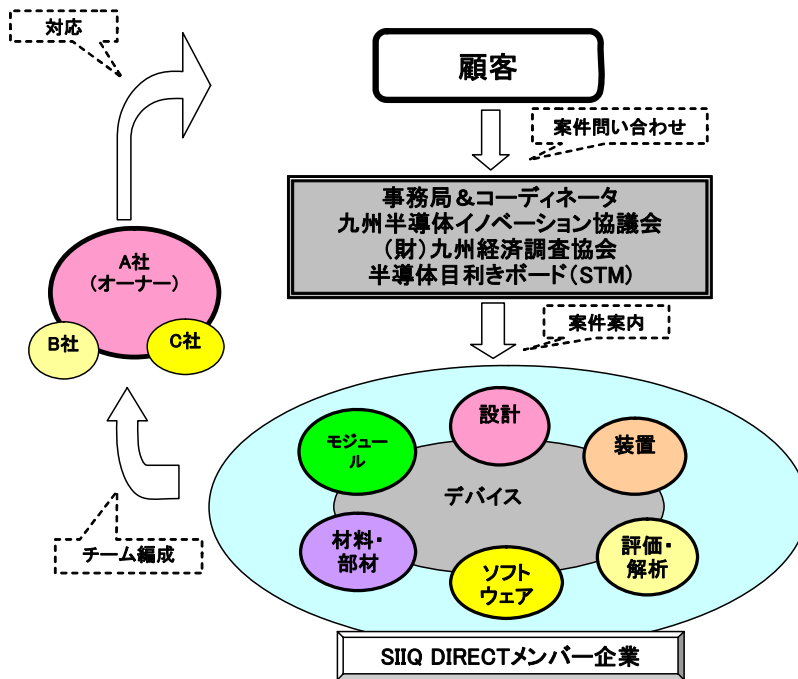 対応
顧客
案件問い合わせ
事務局＆コーディネータ
九州半導体イノベーション協議会
（財）九州経済調査協会
半導体目利きボード（STM）
A社
（オーナー）
B社
C社
案件案内
設計
モジュー
ル
装置
デバイス
材料・
部材
評価・
解析
ソフト
ウェア
チーム編成
SIIQ DIRECTメンバー企業